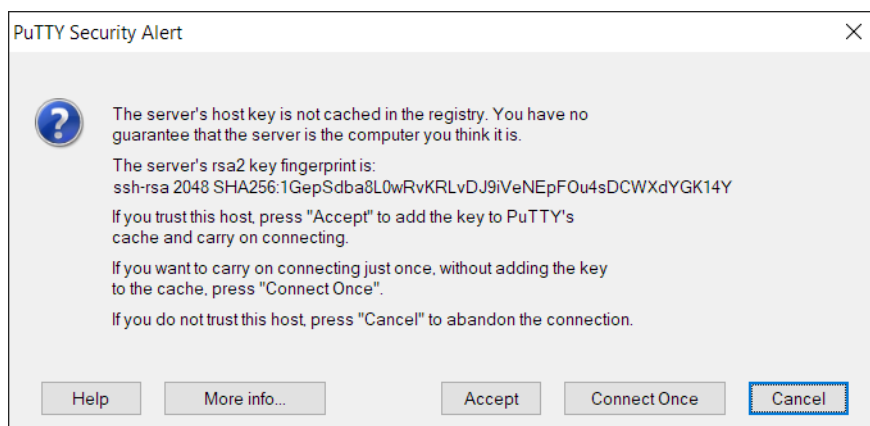 PuTTY Security Alert
The server's host key is not cached in the registry. You have no
guarantee that the server is the computer you think it is.
The server's rsa2 key fingerprint is:
ssh-rsa 2048 SHA256:1GepSdba8L0wRvKRLvDJ9iVeNEpFOu4sDCWXdYGK14Y
If you trust this host, press "Accept" to add the key to PuTTY's
cache and carry on connecting.
If you want to carry on connecting just once, without adding the key
to the cache, press "Connect Once".
If you do not trust this host, press "Cancel" to abandon the connection.
Help More info... Accept Connect Once Cancel